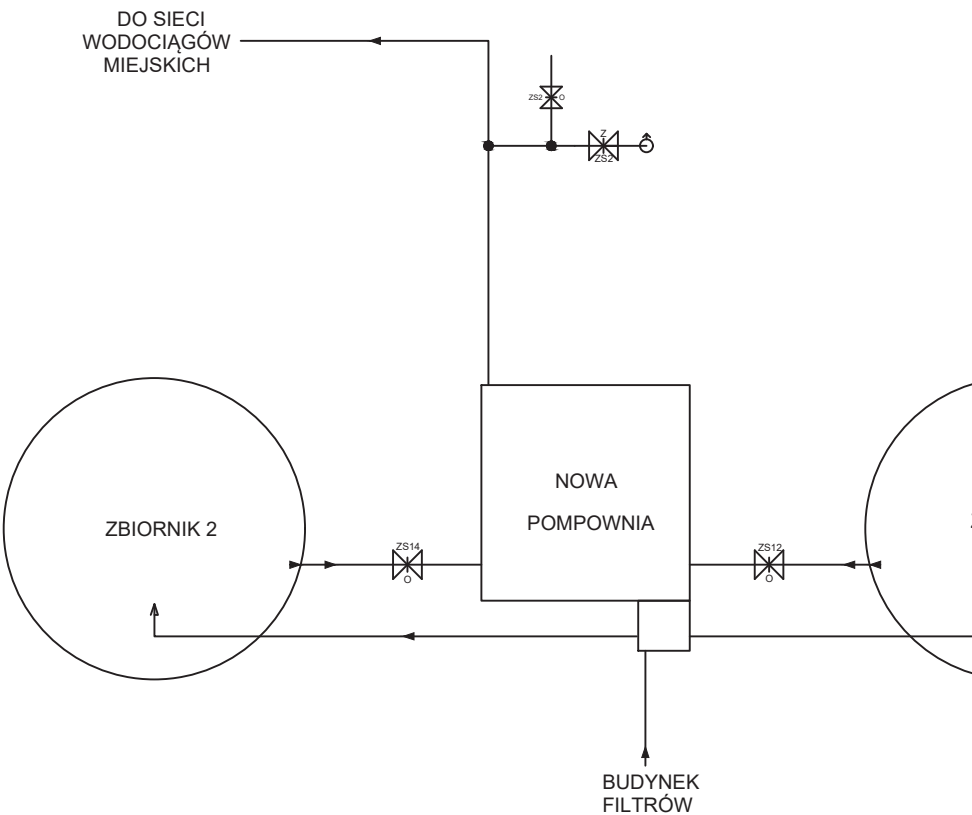 DO SIECI
WODOCIĄGÓW
MIEJSKICH
ZS2 O
Z
ZS2
NOWA
POMPOWNIA
ZBIORNIK 2
ZS14
O
ZS12
O
BUDYNEK
FILTRÓW